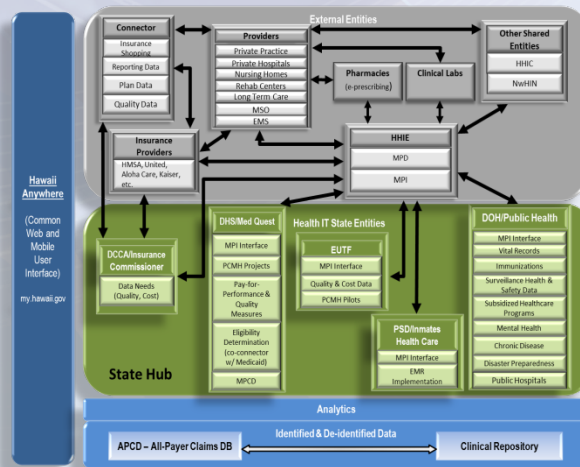 External Entities
Connector
Insurance
Shopping
Reporting Data
Plan Data
Quality Data
Providers
Private Practice
Private Hospitals
Nursing Homes
Rehab Centers
Long Term Care
MSO
EMS
Pharmacies
(e-prescribing)
Clinical Labs
Other Shared
Entities
HHIC
NwHIN
Insurance
Providers
HMSA, United,
Aloha Care, Kaiser,
etc.
HHIE
MPD
MPI
Hawaii
Anywhere
(Common
Web and
Mobile
User
Interface)
my.hawaii.gov
Health IT State Entities
DCCA/Insurance
Commissioner
Data Needs
(Quality, Cost)
DHS/Med Quest
MPI Interface
PCMH Projects
Pay-for-
Performance &
Quality
Measures
Eligibility
Determination
(co-connector
w/ Medicaid)
MPCD
EUTF
MPI Interface
Quality & Cost Data
PCMH Pilots
PSD/Inmates
Health Care
MPI Interface
EMR
Implementation
DOH/Public Health
MPI Interface
Vital Records
Immunizations
Surveillance Health &
Safety Data
Subsidized Healthcare
Programs
Mental Health
Chronic Disease
Disaster Preparedness
Public Hospitals
State Hub
Analytics
APCD – All-Payer Claims DB
Identified & De-identified Data
Clinical Repository